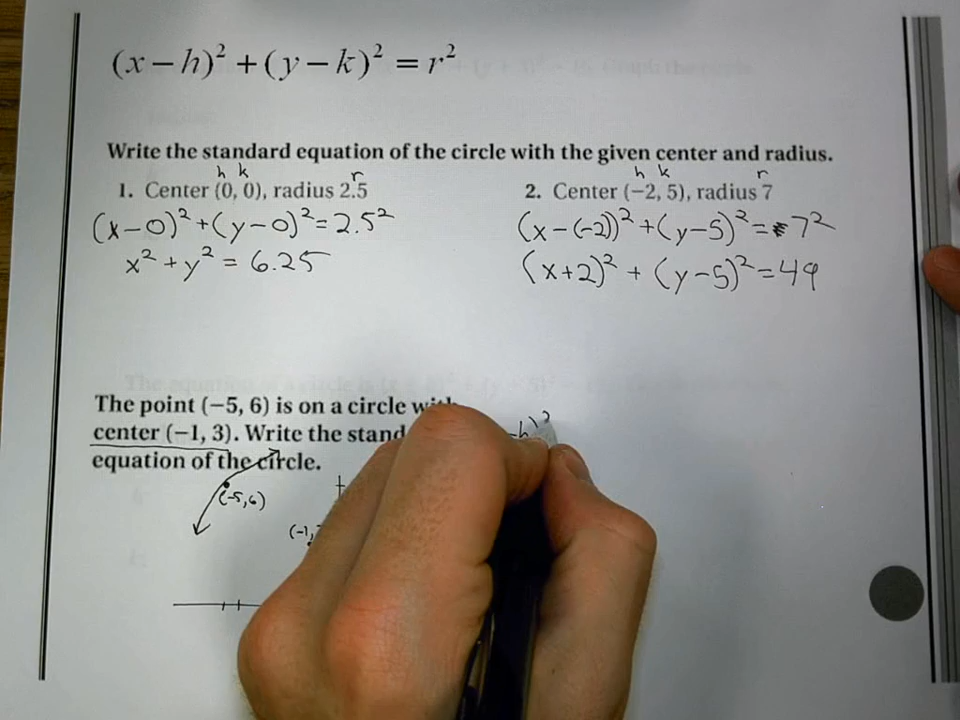 (x − h)² + (y − k)² = r²
Write the standard equation of the circle with the given center and radius.
h k r
1. Center (0, 0), radius 2.5
(x-0)² + (y-0)² = 2.5²
x² + y² = 6.25
h k r
2. Center (−2, 5), radius 7
(x-(-2))² + (y-5)² = 7²
(x+2)² + (y-5)² = 49
The point (−5, 6) is on a circle
center (−1, 3). Write the
equation of the circle.
-h)²
(-5,6)
(-1,